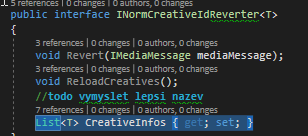 public interface INormCreativeIdReverter<T>
{
3 references | 0 changes | 0 authors, 0 changes
void Revert(IMediaMessage mediaMessage);
3 references | 0 changes | 0 authors, 0 changes
void ReloadCreatives();
//todo vymyslet lepsi nazev
7 references | 0 changes | 0 authors, 0 changes
List<T> CreativeInfos { get; set; }